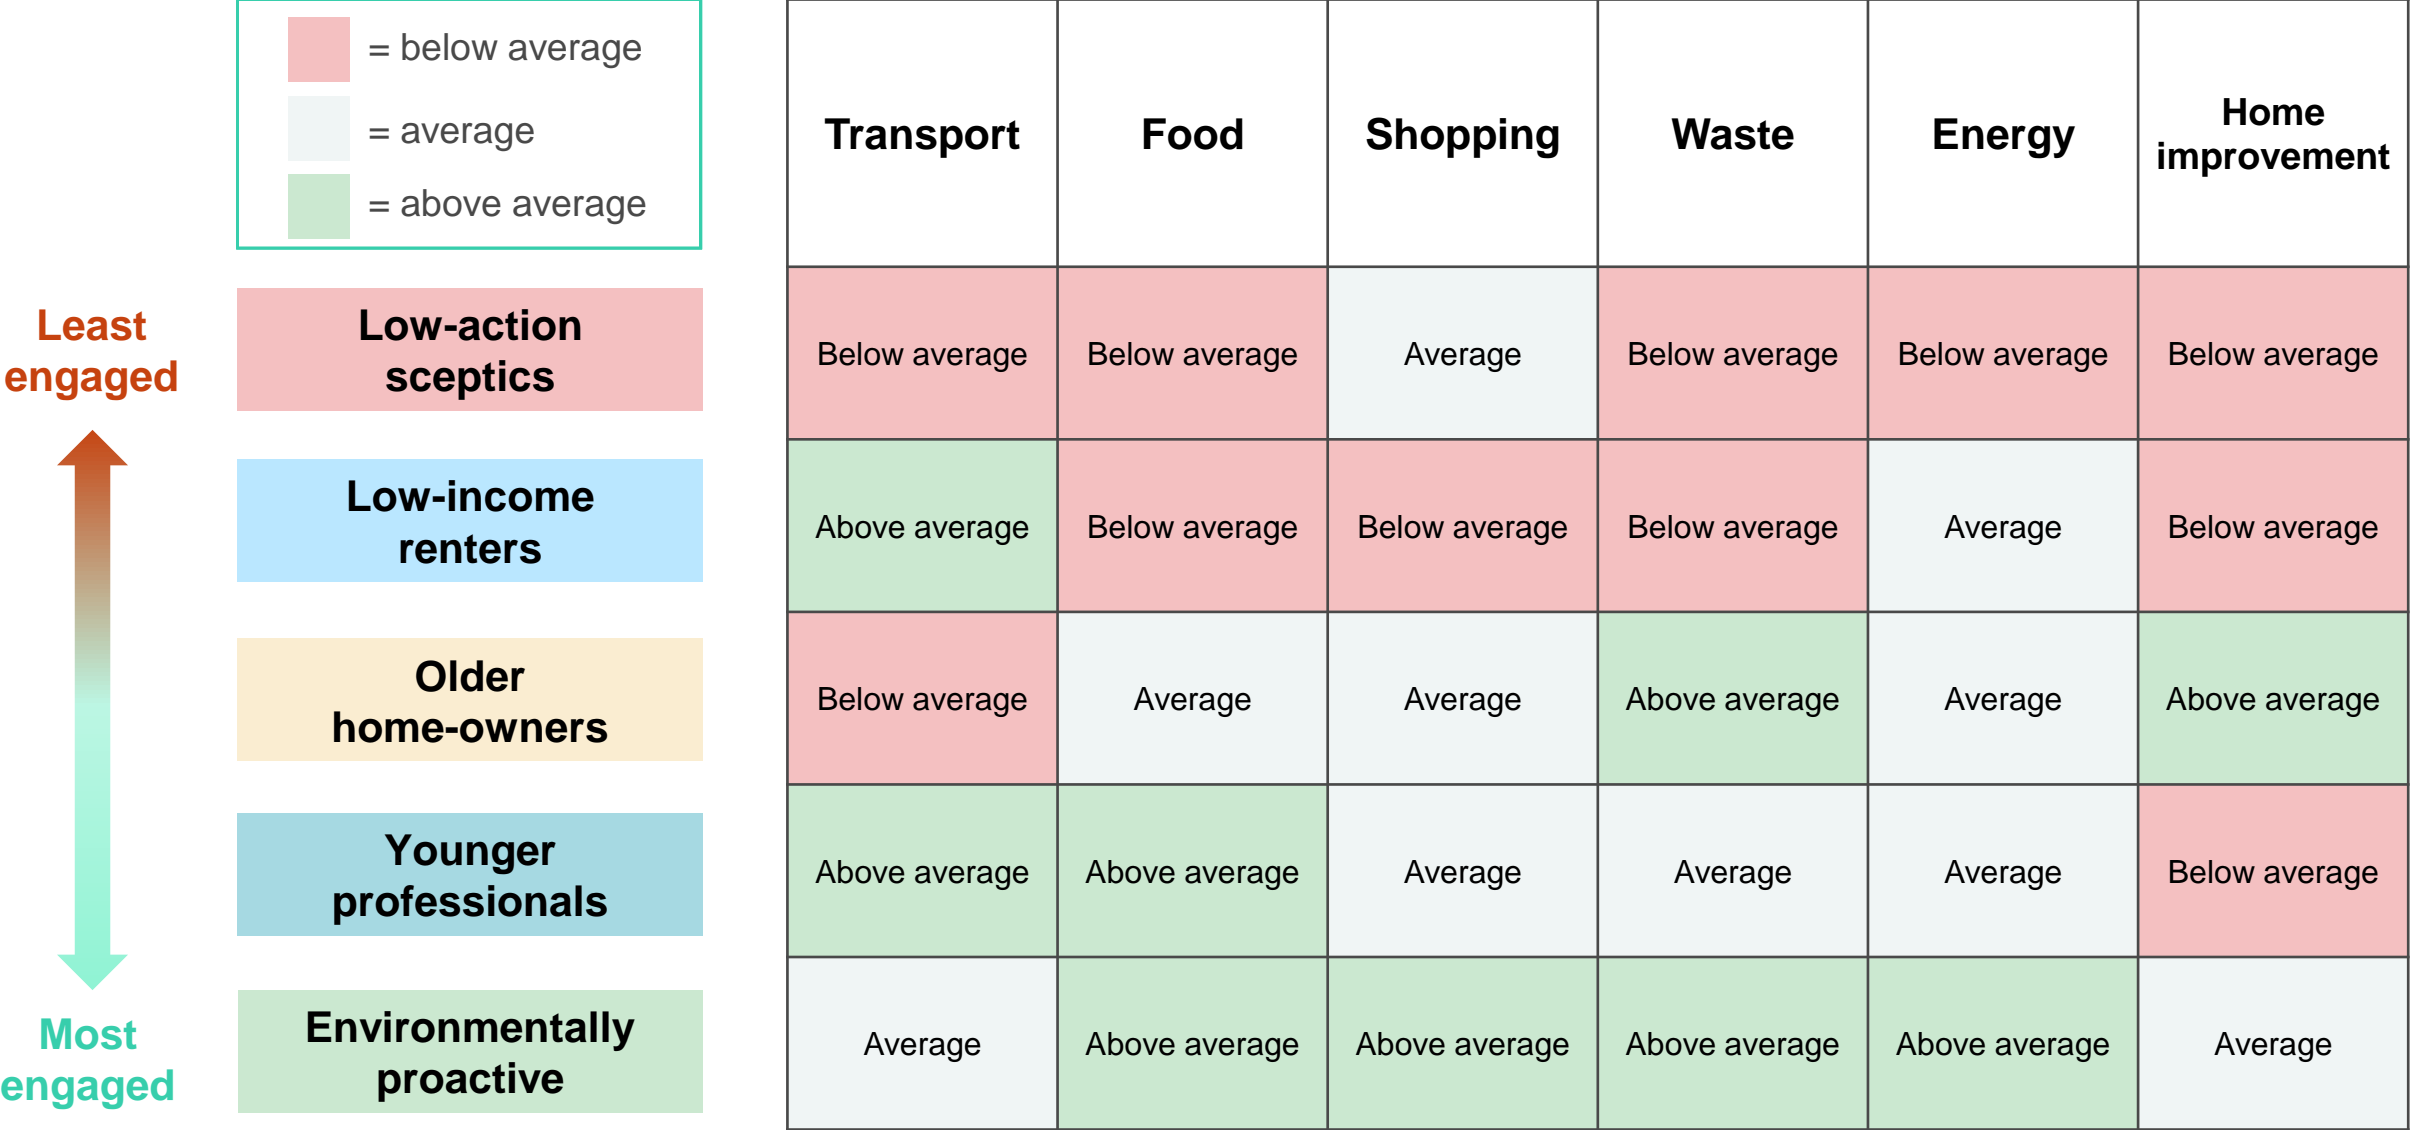 = below average
= average
= above average
Transport
Food
Shopping
Waste
Energy
Home
improvement
Least
engaged
Low-action
sceptics
Below average
Below average
Average
Below average
Below average
Below average
Low-income
renters
Above average
Below average
Below average
Below average
Average
Below average
Older
home-owners
Below average
Average
Average
Above average
Average
Above average
Younger
professionals
Above average
Above average
Average
Average
Average
Below average
Most
engaged
Environmentally
proactive
Average
Above average
Above average
Above average
Above average
Average